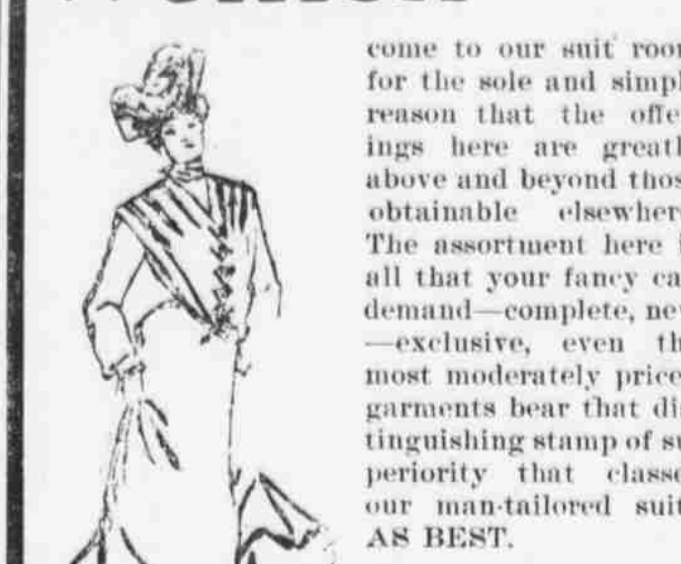 come to our suit room
for the sole and simpl
reason that the offe
ings here are greatl
above and beyond thos
obtainable elsewher
The assortment here i
all that your fancy ca
demand—complete, ne
—exclusive, even th
most moderately price
garments bear that dis
tinguishing stamp of su
periority that classe
our man-tailored suit
AS BEST.